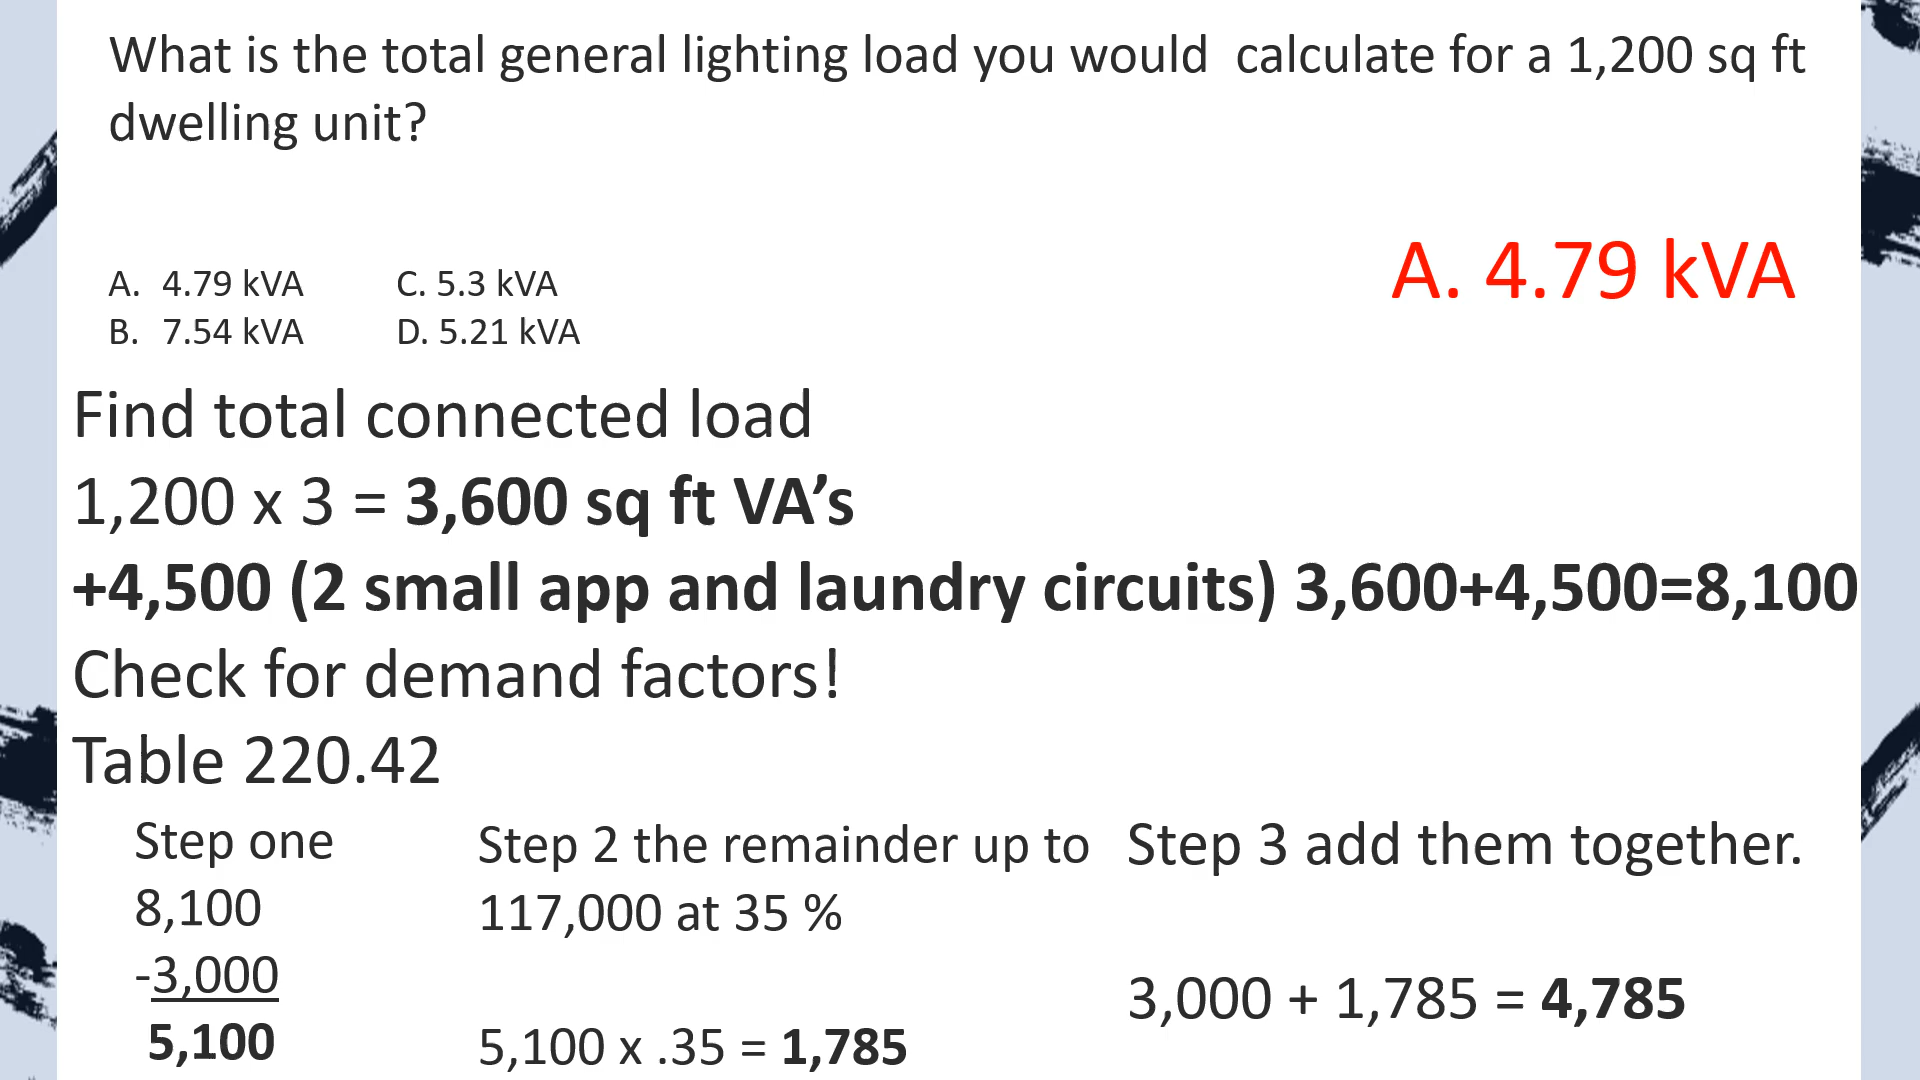 What is the total general lighting load you would  calculate for a 1,200 sq ft
dwelling unit?
A. 4.79 kVA
A. 4.79 kVA C. 5.3 kVA
B. 7.54 kVA D. 5.21 kVA
Find total connected load
1,200 x 3 = 3,600 sq ft VA’s
+4,500 (2 small app and laundry circuits) 3,600+4,500=8,100
Check for demand factors!
Table 220.42
Step one
8,100
-3,000
5,100
Step 2 the remainder up to
117,000 at 35 %
5,100 x .35 = 1,785
Step 3 add them together.
3,000 + 1,785 = 4,785